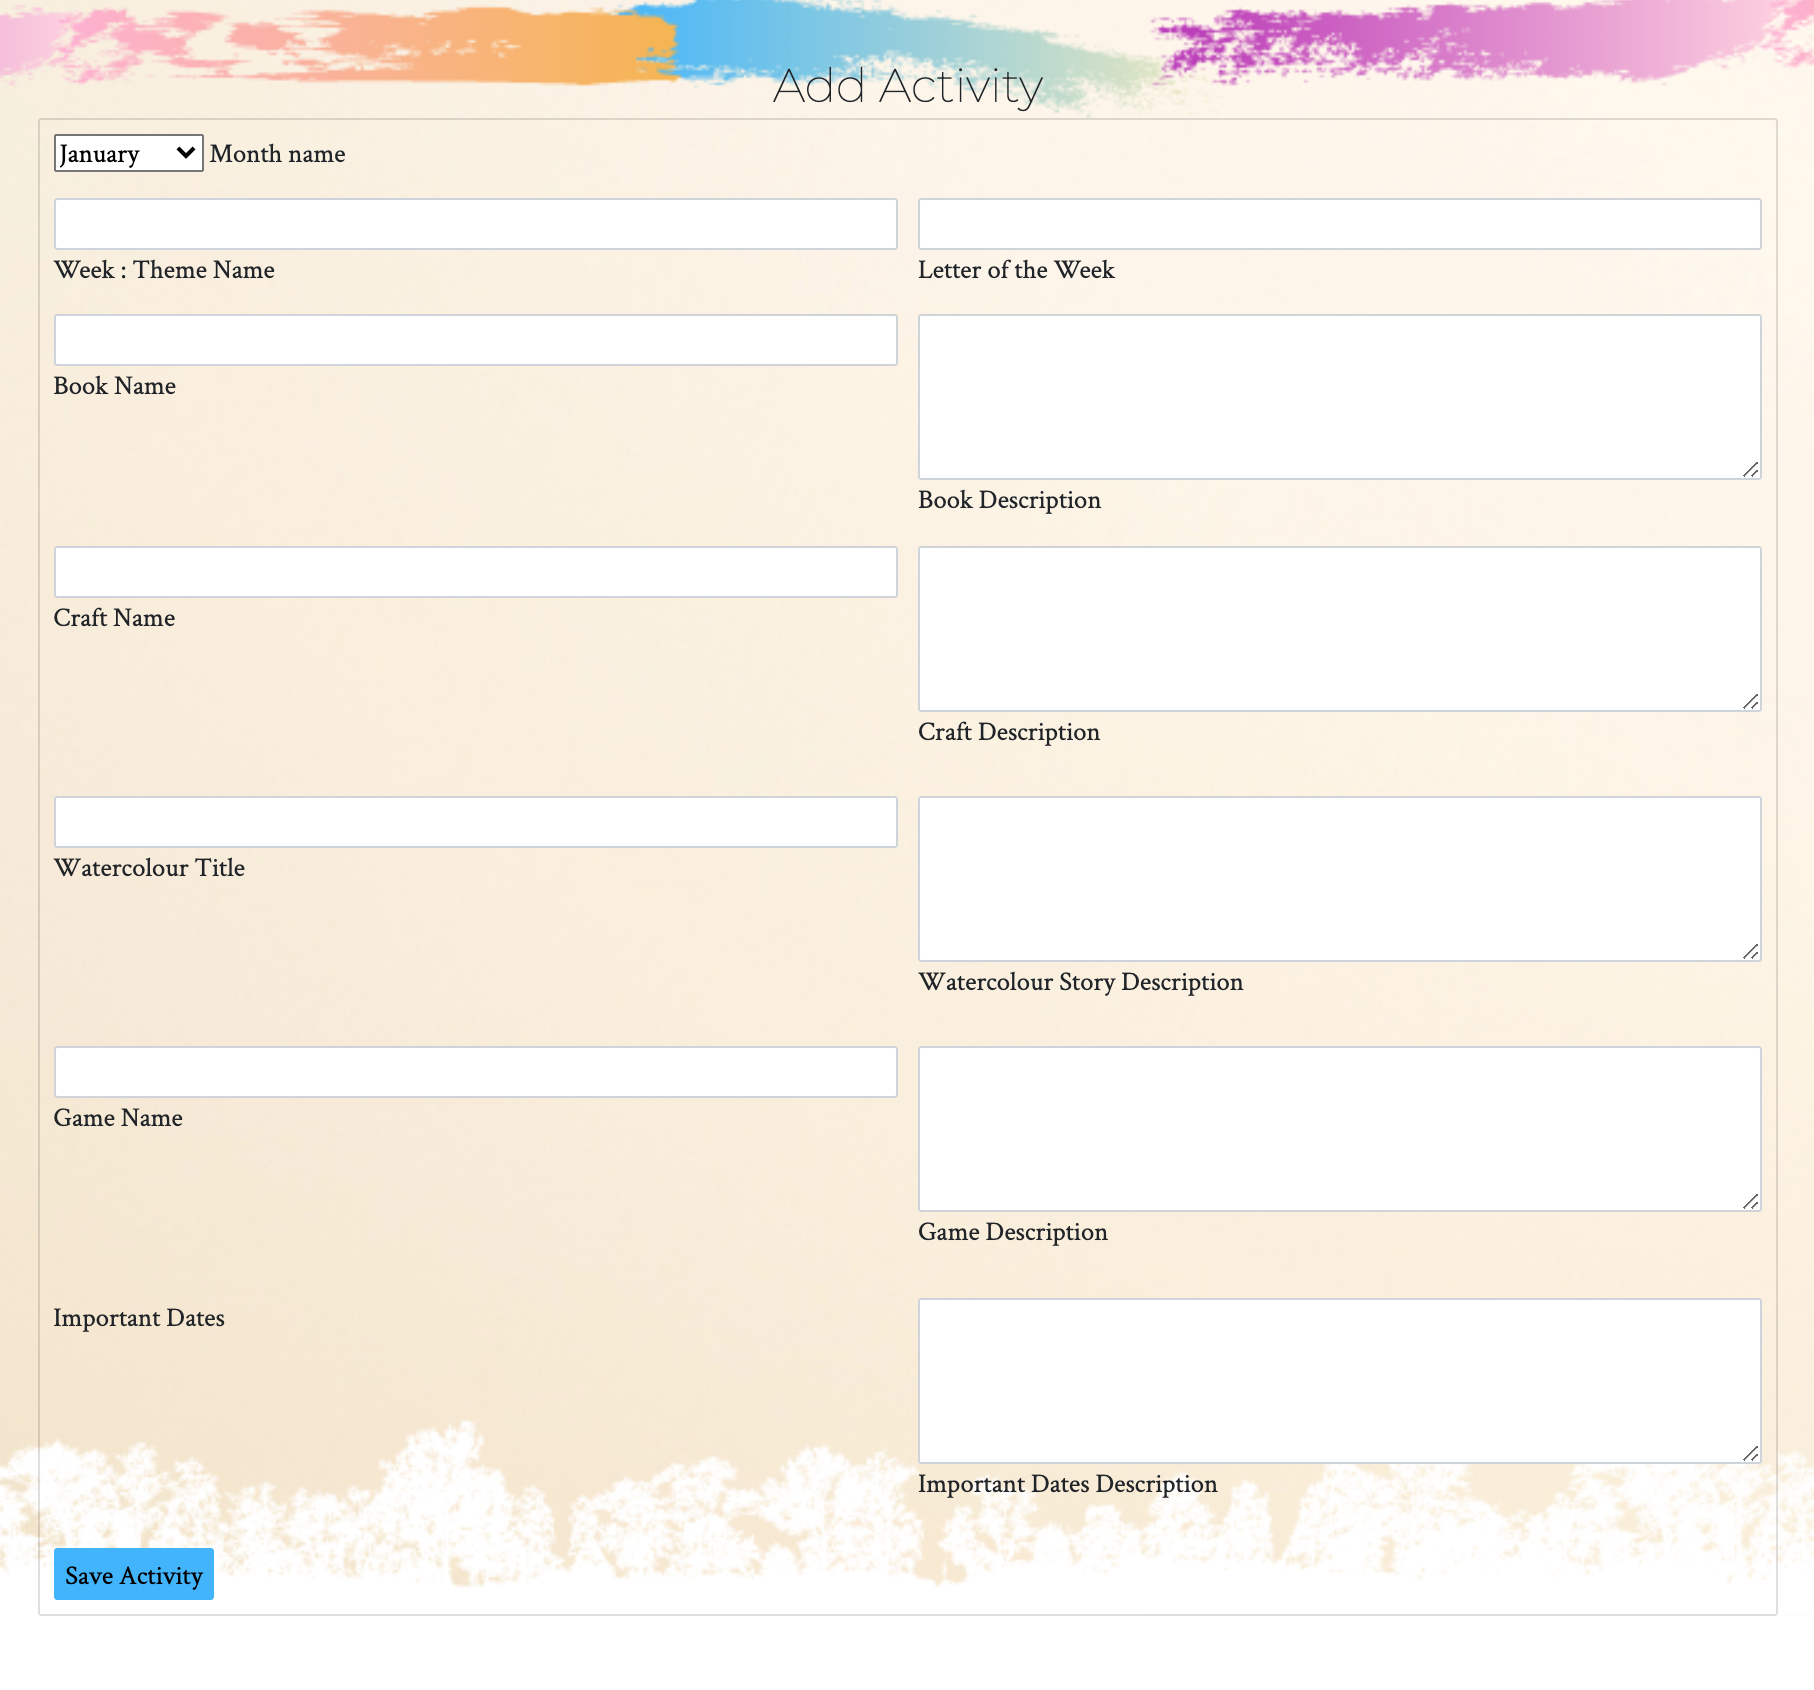 Add Activity
January Month name
Week : Theme Name
Letter of the Week
Book Name
Book Description
Craft Name
Craft Description
Watercolour Title
Watercolour Story Description
Game Name
Game Description
Important Dates
Important Dates Description
Save Activity